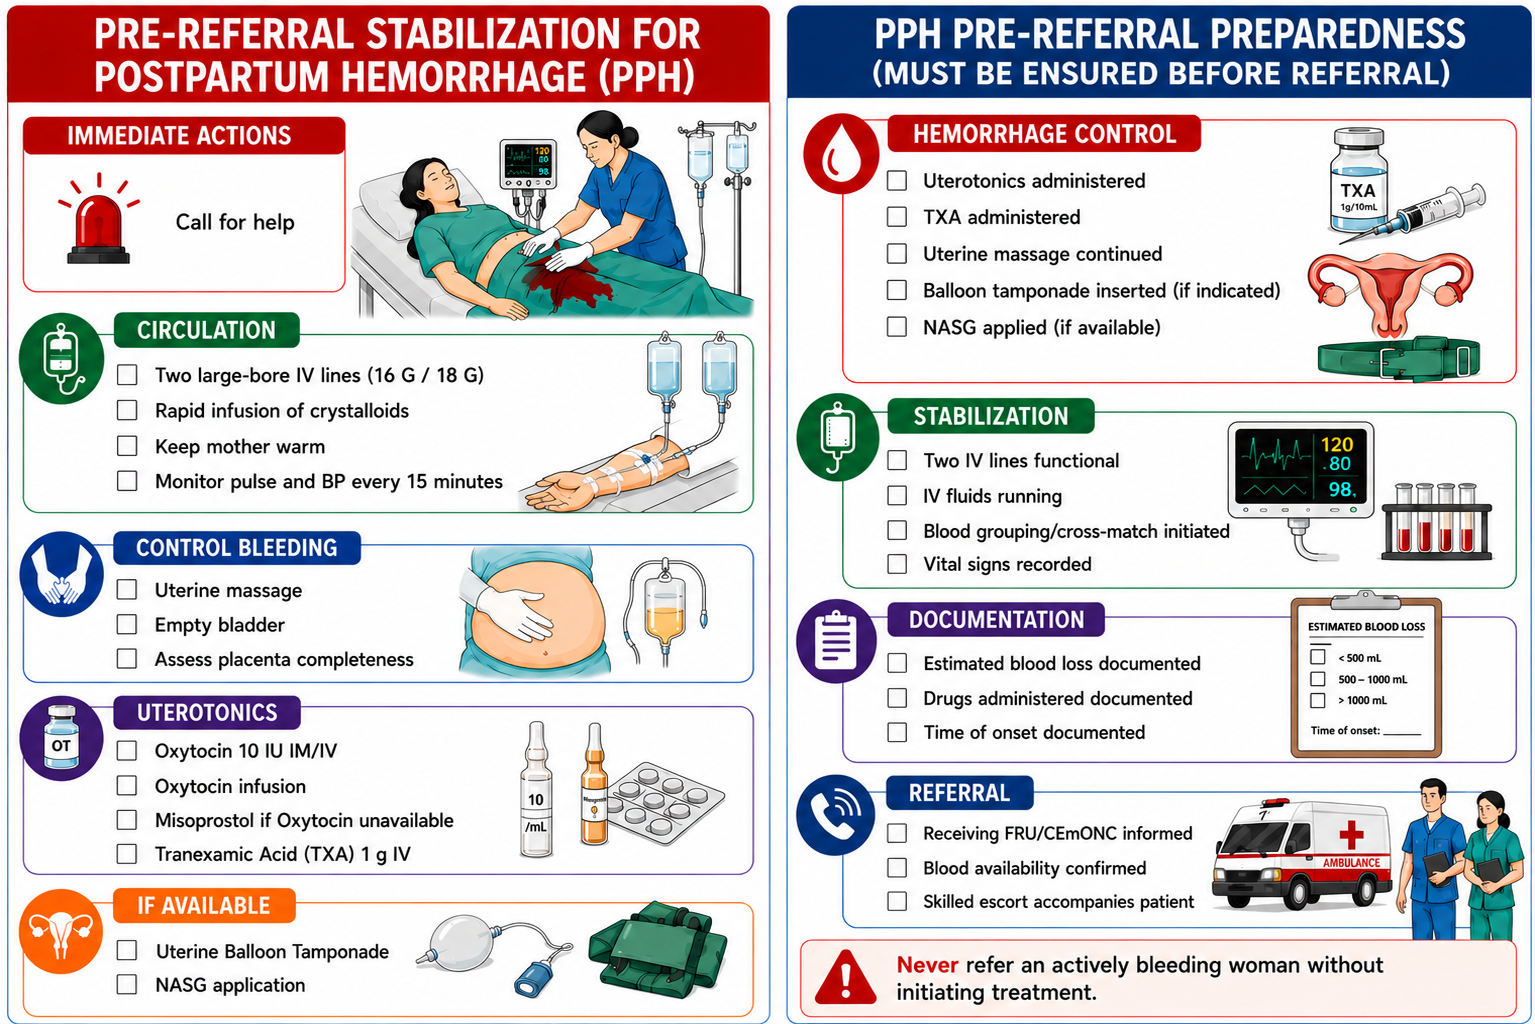 PRE-REFERRAL STABILIZATION FOR
POSTPARTUM HEMORRHAGE (PPH)
IMMEDIATE ACTIONS
Call for help
120
80
98
CIRCULATION
Two large-bore IV lines (16 G / 18 G)
Rapid infusion of crystalloids
Keep mother warm
Monitor pulse and BP every 15 minutes
CONTROL BLEEDING
Uterine massage
Empty bladder
Assess placenta completeness
UTEROTONICS
OT
Oxytocin 10 IU IM/IV
Oxytocin infusion
Misoprostol if Oxytocin unavailable
Tranexamic Acid (TXA) 1 g IV
10
/mL
IF AVAILABLE
Uterine Balloon Tamponade
NASG application
PPH PRE-REFERRAL PREPAREDNESS
(MUST BE ENSURED BEFORE REFERRAL)
HEMORRHAGE CONTROL
Uterotonics administered
TXA administered
Uterine massage continued
Balloon tamponade inserted (if indicated)
NASG applied (if available)
TXA
1g/10mL
STABILIZATION
Two IV lines functional
IV fluids running
Blood grouping/cross-match initiated
Vital signs recorded
120
.80
98.
DOCUMENTATION
Estimated blood loss documented
Drugs administered documented
Time of onset documented
ESTIMATED BLOOD LOSS
< 500 mL
500 – 1000 mL
> 1000 mL
Time of onset: ______
REFERRAL
Receiving FRU/CEmONC informed
Blood availability confirmed
Skilled escort accompanies patient
AMBULANCE
Never refer an actively bleeding woman without
initiating treatment.